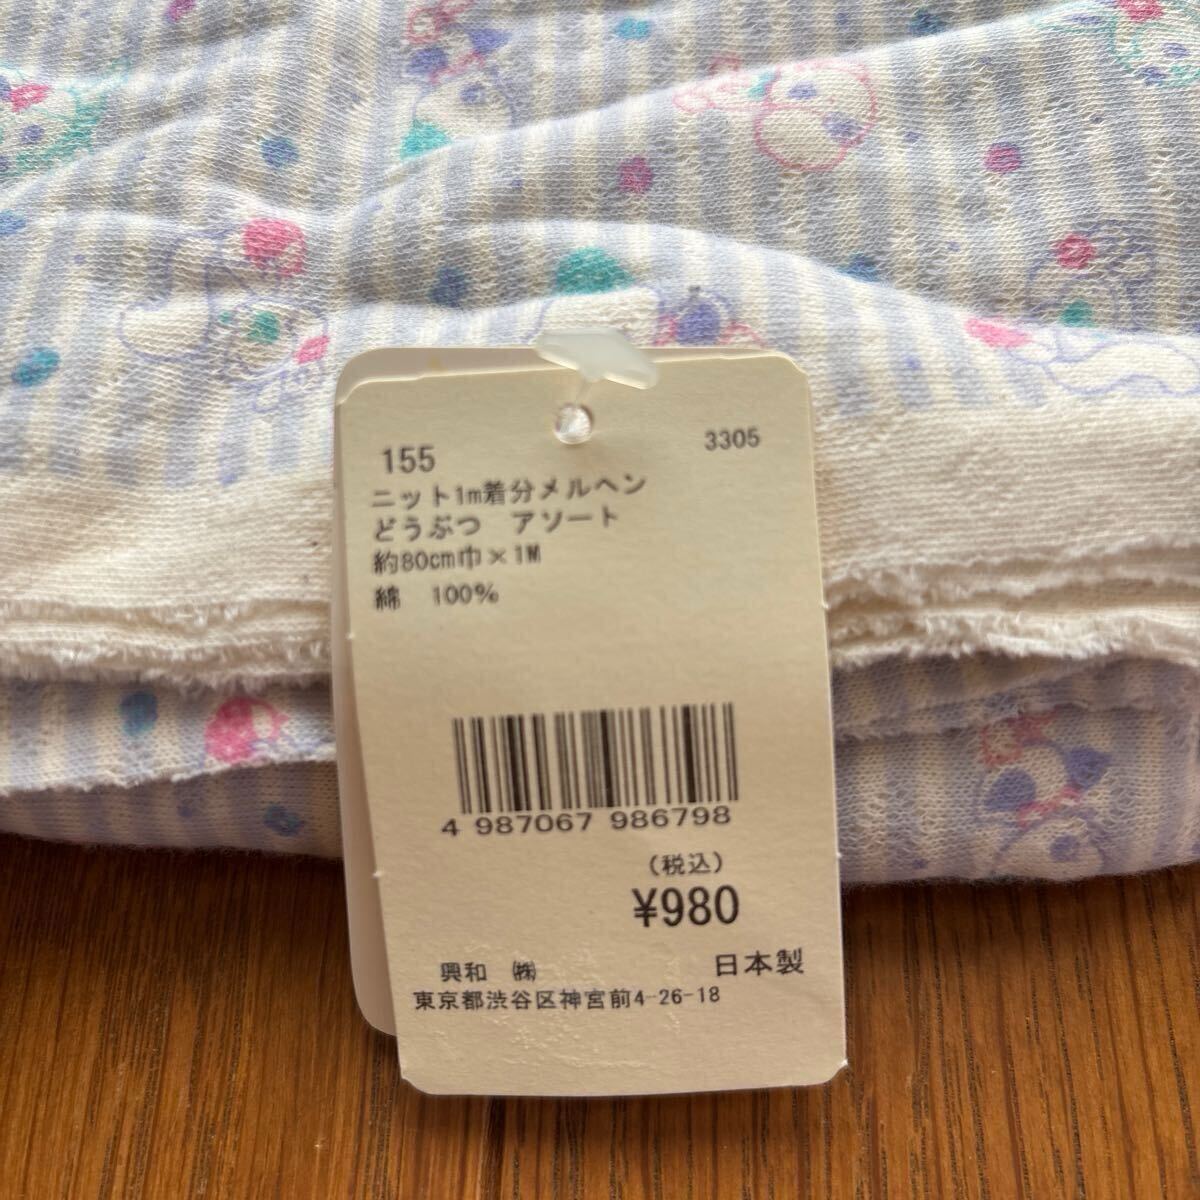 155 3305
ニット1m着分メルヘン
どうぶつ アソート
約80cm巾×1M
綿 100%
4 987067 986798
(税込)
¥980
興和 ㈱ 日本製
東京都渋谷区神宮前4-26-18